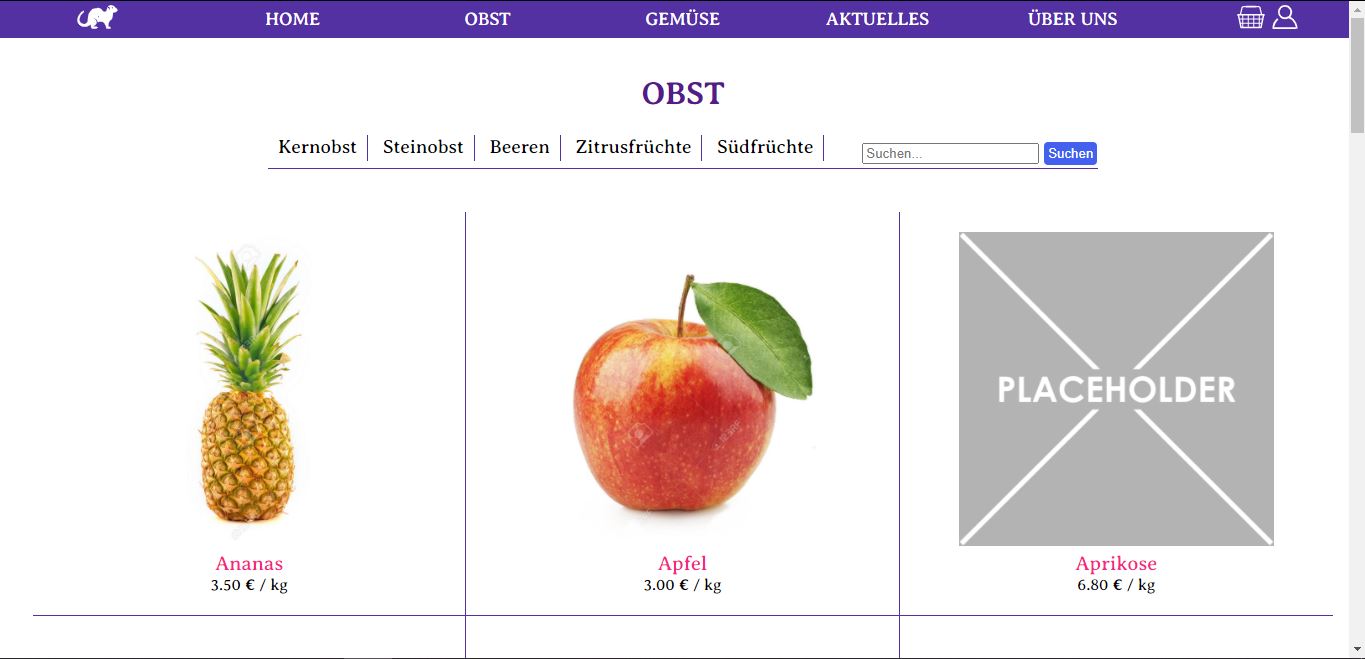 HOME OBST GEMÜSE AKTUELLES ÜBER UNS
OBST
Kernobst Steinobst Beeren Zitrusfrüchte Südfrüchte Suchen... Suchen
PLACEHOLDER
Ananas Apfel Aprikose
3.50 € / kg 3.00 € / kg 6.80 € / kg